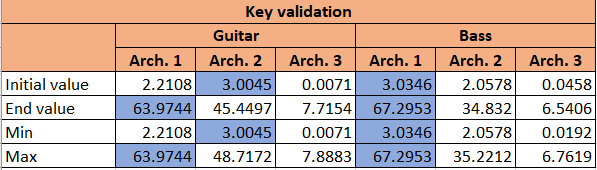 Key validation
Guitar Bass
Arch. 1 Arch. 2 Arch. 3 Arch. 1 Arch. 2 Arch. 3
Initial value 2.2108 3.0045 0.0071 3.0346 2.0578 0.0458
End value 63.9744 45.4497 7.7154 67.2953 34.832 6.5406
Min 2.2108 3.0045 0.0071 3.0346 2.0578 0.0192
Max 63.9744 48.7172 7.8883 67.2953 35.2212 6.7619